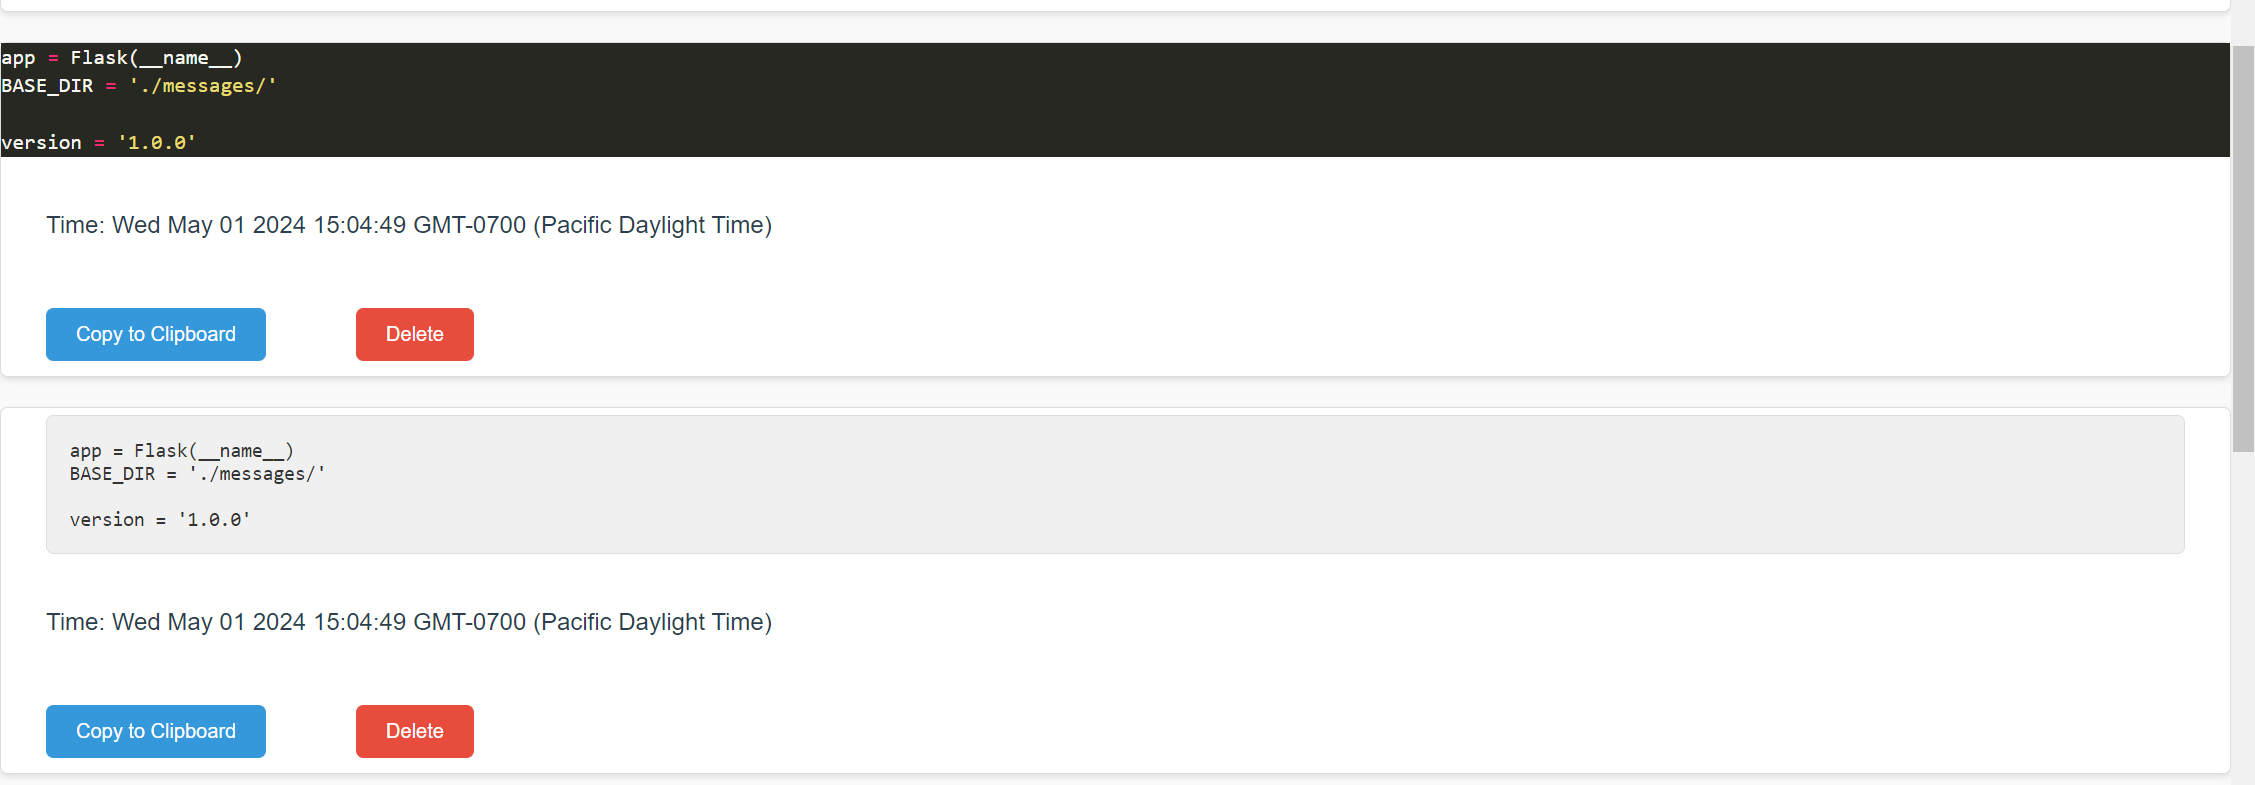 app = Flask(__name__)
BASE_DIR = './messages/'
version = '1.0.0'
Time: Wed May 01 2024 15:04:49 GMT-0700 (Pacific Daylight Time)
Copy to Clipboard Delete
app = Flask(__name__)
BASE_DIR = './messages/'
version = '1.0.0'
Time: Wed May 01 2024 15:04:49 GMT-0700 (Pacific Daylight Time)
Copy to Clipboard Delete